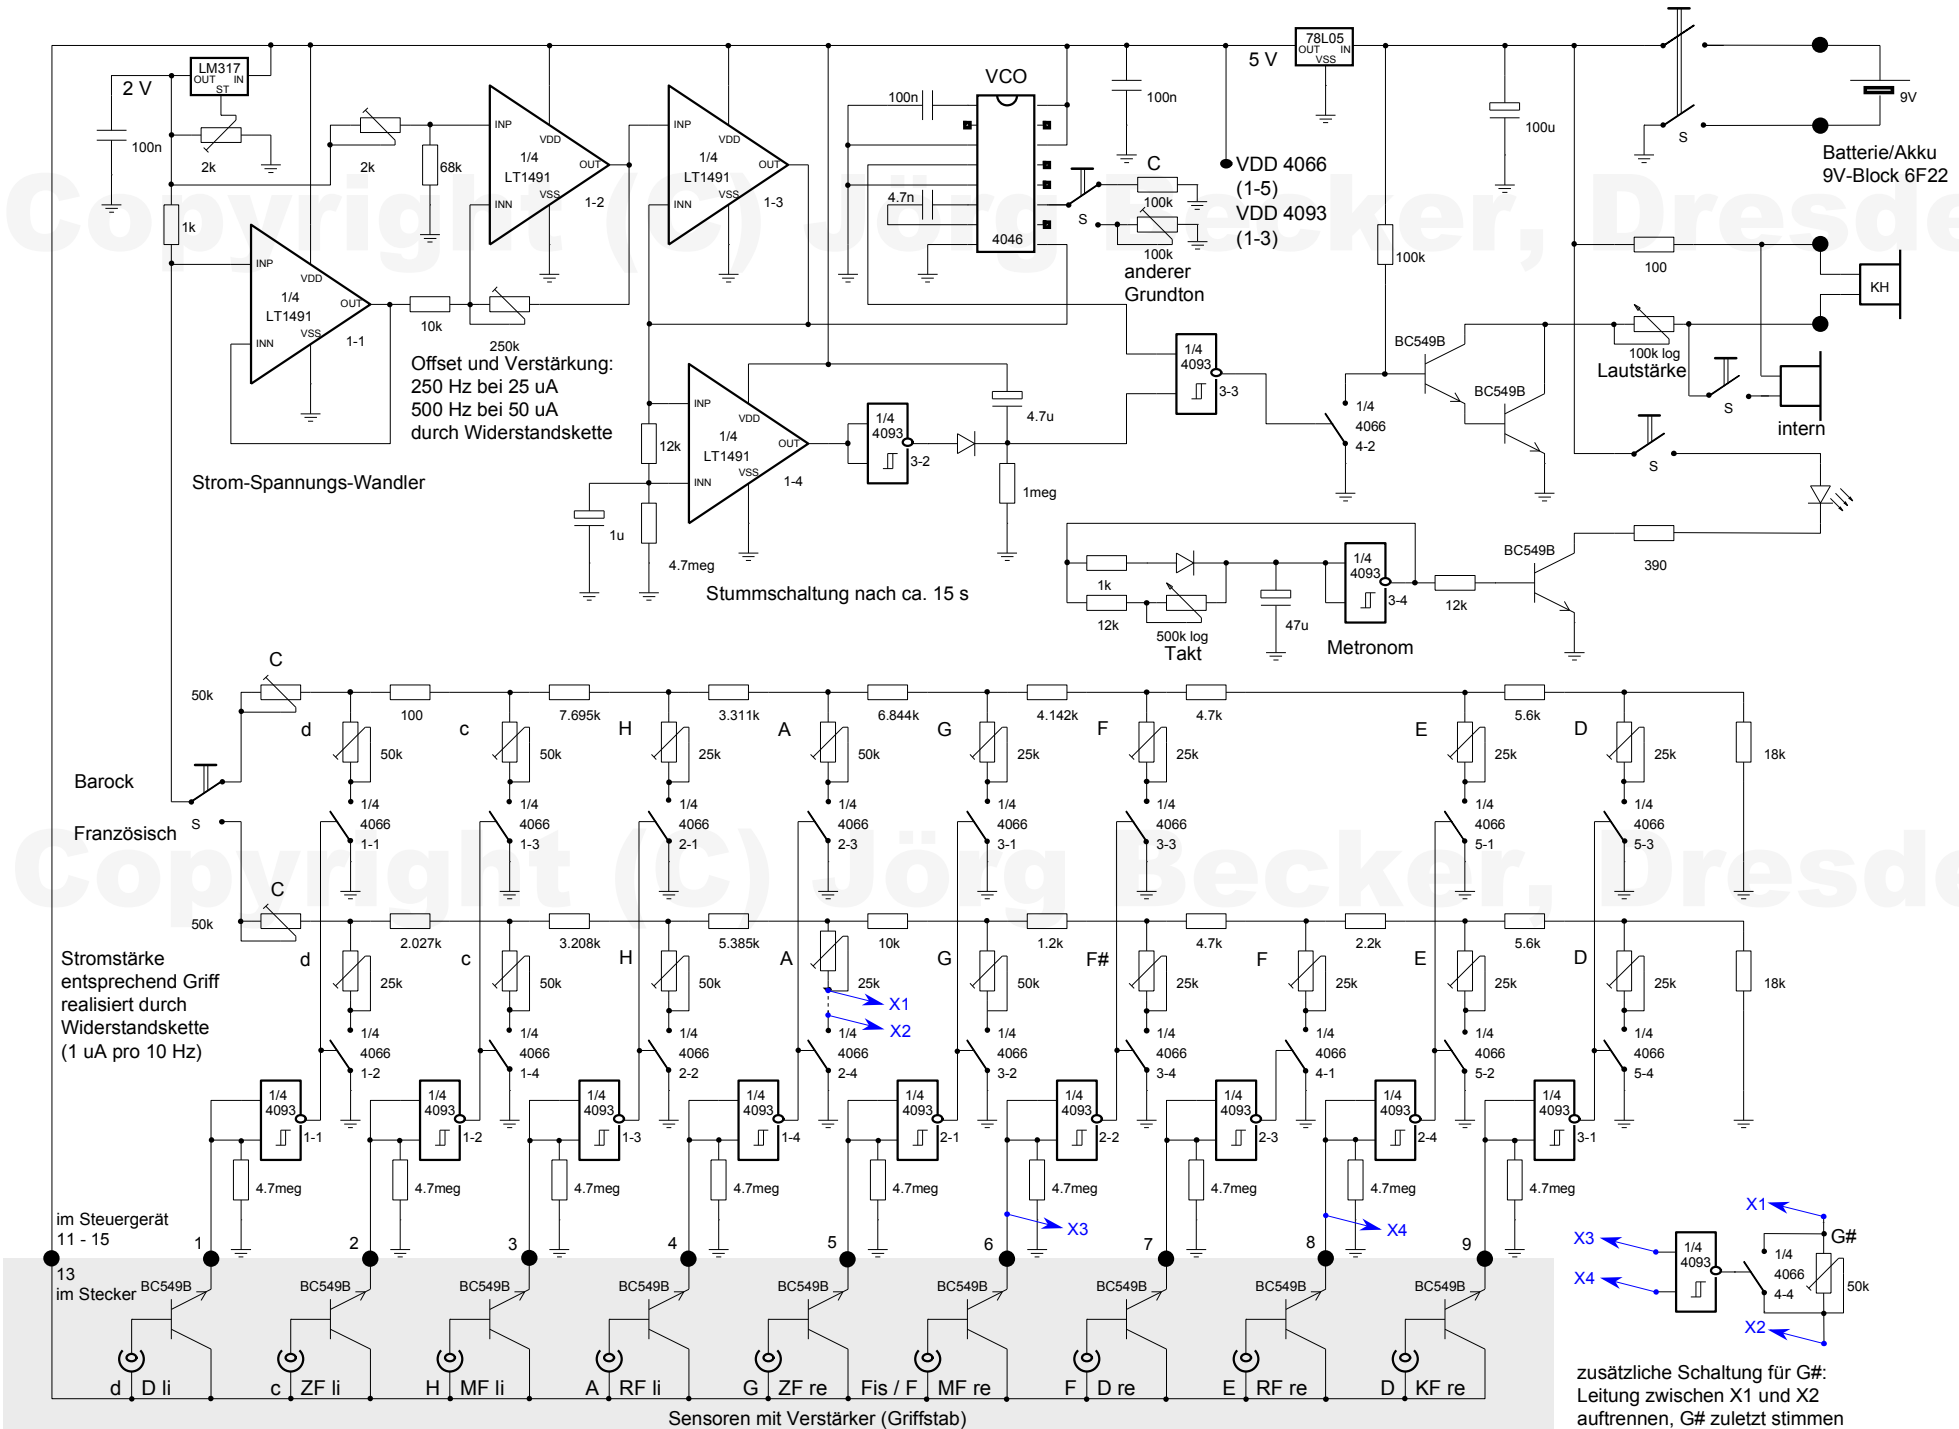 Copyright (C) Jörg Becker, Dresde
Copyright (C) Jörg Becker, Dresde
LM317
OUT IN
ST
2 V
100n
2k
1k
2k
68k
INP
VDD
1/4
LT1491
OUT
VSS
INN
1-1
10k
250k
INP
VDD
1/4
LT1491
OUT
VSS
INN
1-2
INP
VDD
1/4
LT1491
OUT
VSS
INN
1-3
VCO
100n
4.7n
4046
100n
C
100k
S
100k
anderer
Grundton
5 V
78L05
OUT IN
VSS
VDD 4066
(1-5)
VDD 4093
(1-3)
100u
S
9V
Batterie/Akku
9V-Block 6F22
100k
100
KH
BC549B
BC549B
100k log
Lautstärke
S
intern
S
Offset und Verstärkung:
250 Hz bei 25 uA
500 Hz bei 50 uA
durch Widerstandskette
Strom-Spannungs-Wandler
12k
1u
4.7meg
INP
VDD
1/4
LT1491
OUT
VSS
INN
1-4
1/4
4093
3-2
4.7u
1meg
1/4
4093
3-3
1/4
4066
4-2
Stummschaltung nach ca. 15 s
1k
12k
500k log
Takt
47u
1/4
4093
3-4
12k
Metronom
BC549B
390
50k
C
100
7.695k
3.311k
6.844k
4.142k
4.7k
5.6k
d
50k
c
50k
H
25k
A
50k
G
25k
F
25k
E
25k
D
25k
18k
Barock
S
Französisch
1/4
4066
1-1
1/4
4066
1-3
1/4
4066
2-1
1/4
4066
2-3
1/4
4066
3-1
1/4
4066
3-3
1/4
4066
5-1
1/4
4066
5-3
50k
C
2.027k
3.208k
5.385k
10k
1.2k
4.7k
2.2k
5.6k
Stromstärke
entsprechend Griff
realisiert durch
Widerstandskette
(1 uA pro 10 Hz)
d
25k
c
50k
H
50k
A
25k
X1
X2
G
50k
F#
25k
F
25k
E
25k
D
25k
18k
1/4
4066
1-2
1/4
4066
1-4
1/4
4066
2-2
1/4
4066
2-4
1/4
4066
3-2
1/4
4066
3-4
1/4
4066
4-1
1/4
4066
5-2
1/4
4066
5-4
1/4
4093
1-1
1/4
4093
1-2
1/4
4093
1-3
1/4
4093
1-4
1/4
4093
2-1
1/4
4093
2-2
1/4
4093
2-3
1/4
4093
2-4
1/4
4093
3-1
4.7meg
4.7meg
4.7meg
4.7meg
4.7meg
4.7meg
4.7meg
4.7meg
4.7meg
X3
X4
im Steuergerät
11 - 15
1
2
3
4
5
6
7
8
9
13
im Stecker
BC549B
BC549B
BC549B
BC549B
BC549B
BC549B
BC549B
BC549B
BC549B
d D li
c ZF li
H MF li
A RF li
G ZF re
Fis / F MF re
F D re
E RF re
D KF re
Sensoren mit Verstärker (Griffstab)
X1
X3
X4
1/4
4093
1/4
4066
4-4
G#
50k
X2
zusätzliche Schaltung für G#:
Leitung zwischen X1 und X2
auftrennen, G# zuletzt stimmen